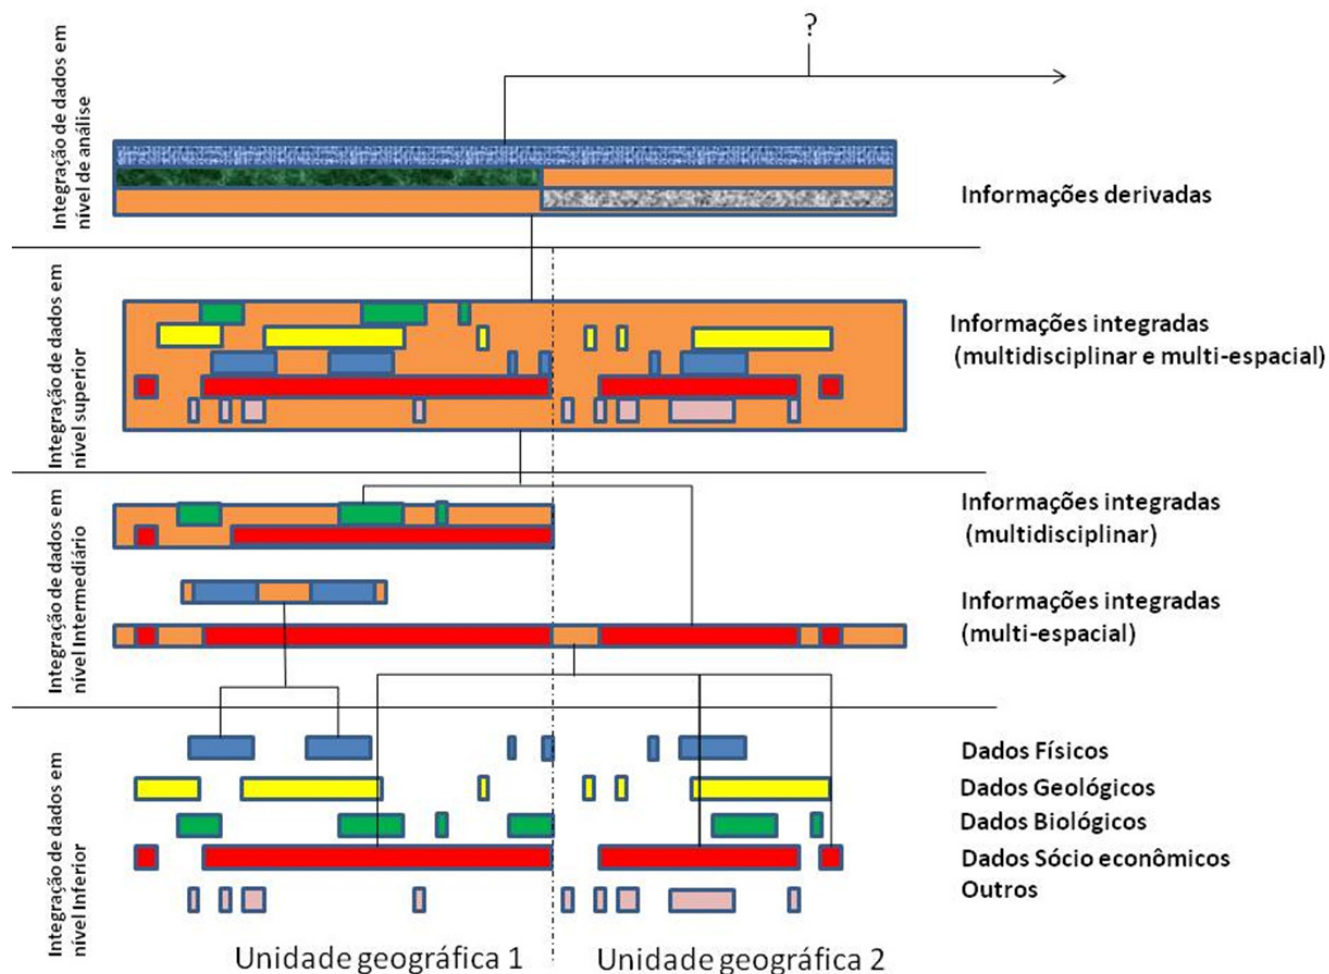 ?
Integração de dados em
nível de análise
Informações derivadas
Integração de dados em
nível superior
Informações integradas
(multidisciplinar e multi-espacial)
Integração de dados em
nível Intermediário
Informações integradas
(multidisciplinar)
Informações integradas
(multi-espacial)
Integração de dados em
nível Inferior
Dados Físicos
Dados Geológicos
Dados Biológicos
Dados Sócio econômicos
Outros
Unidade geográfica 1
Unidade geográfica 2